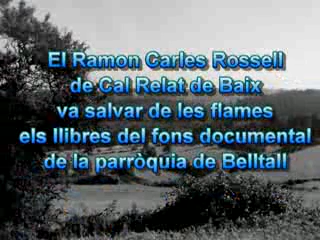 El Ramon Carles Rossell
de Cal Relat de Baix
va salvar de les flames
els llibres del fons documental
de la parròquia de Belltall